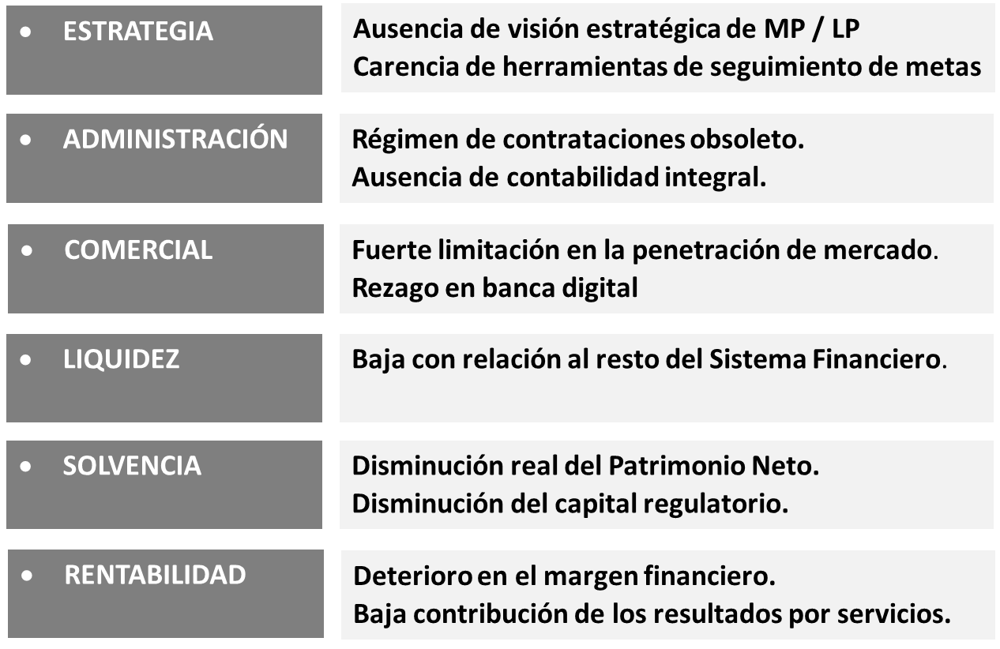 • ESTRATEGIA
Ausencia de visión estratégica de MP / LP
Carencia de herramientas de seguimiento de metas
• ADMINISTRACIÓN
Régimen de contrataciones obsoleto.
Ausencia de contabilidad integral.
• COMERCIAL
Fuerte limitación en la penetración de mercado.
Rezago en banca digital
• LIQUIDEZ
Baja con relación al resto del Sistema Financiero.
• SOLVENCIA
Disminución real del Patrimonio Neto.
Disminución del capital regulatorio.
• RENTABILIDAD
Deterioro en el margen financiero.
Baja contribución de los resultados por servicios.